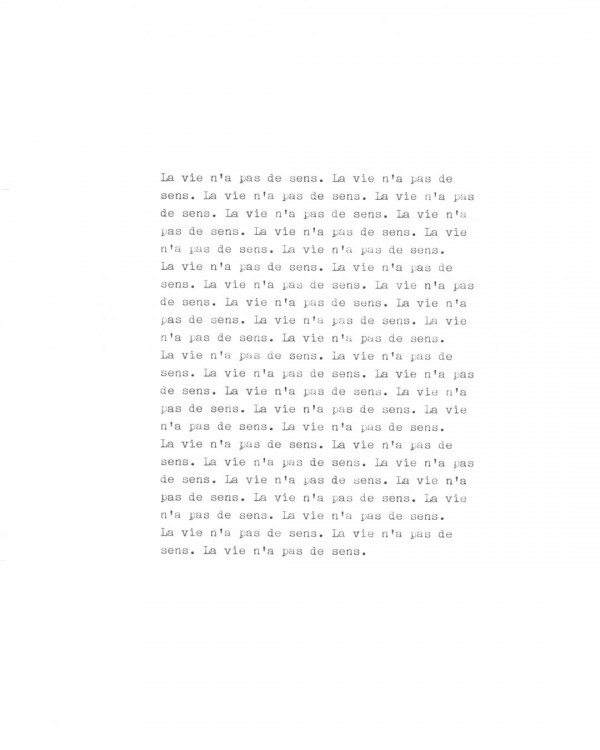 La vie n'a pas de sens. La vie n'a pas de
sens. La vie n'a pas de sens. La vie n'a pas
de sens. La vie n'a pas de sens. La vie n'a
pas de sens. La vie n'a pas de sens. La vie
n'a pas de sens. La vie n'a pas de sens.
La vie n'a pas de sens. La vie n'a pas de
sens. La vie n'a pas de sens. La vie n'a pas
de sens. La vie n'a pas de sens. La vie n'a
pas de sens. La vie n'a pas de sens. La vie
n'a pas de sens. La vie n'a pas de sens.
La vie n'a pas de sens. La vie n'a pas de
sens. La vie n'a pas de sens. La vie n'a pas
de sens. La vie n'a pas de sens. La vie n'a
pas de sens. La vie n'a pas de sens. La vie
n'a pas de sens. La vie n'a pas de sens.
La vie n'a pas de sens. La vie n'a pas de
sens. La vie n'a pas de sens. La vie n'a pas
de sens. La vie n'a pas de sens. La vie n'a
pas de sens. La vie n'a pas de sens. La vie
n'a pas de sens. La vie n'a pas de sens.
La vie n'a pas de sens. La vie n'a pas de
sens. La vie n'a pas de sens.